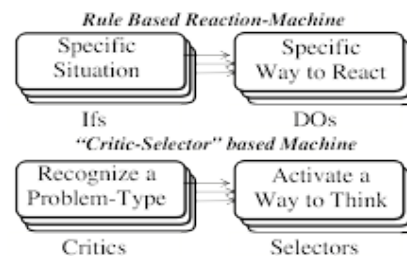 Rule Based Reaction-Machine
Specific Situation
Specific Way to React
Ifs
DOs
“Critic-Selector” based Machine
Recognize a Problem-Type
Activate a Way to Think
Critics
Selectors